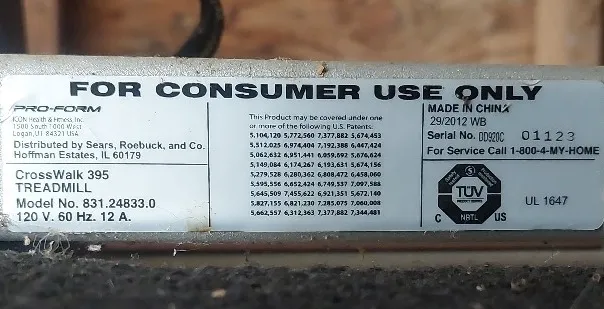 FOR CONSUMER USE ONLY
PRO-FORM
ICON Health & Fitness, Inc.
1500 South 1000 West
Logan, UT 84321 USA
Distributed by Sears, Roebuck, and Co.
Hoffman Estates, IL 60179
CrossWalk 395
TREADMILL
Model No. 831.24833.0
120 V. 60 Hz. 12 A.
This Product may be covered under one
or more of the following U.S. Patents:
5,104,120 5,772,560 7,377,882 5,674,453
5,512,025 6,974,404 7,192,388 6,447,424
5,062,632 6,951,441 6,059,692 5,676,624
5,149,084 6,174,267 6,193,631 5,674,156
5,279,528 6,280,362 6,808,472 6,458,060
5,595,556 6,652,424 6,749,537 7,097,588
5,645,509 7,455,622 6,921,351 5,672,140
5,827,155 6,821,230 7,285,075 7,060,008
5,662,557 6,312,363 7,377,882 7,344,481
MADE IN CHINA
29/2012 WB
Serial No. DD920C 01123
For Service Call 1-800-4-MY-HOME
TÜV
NRTL
C US
UL 1647